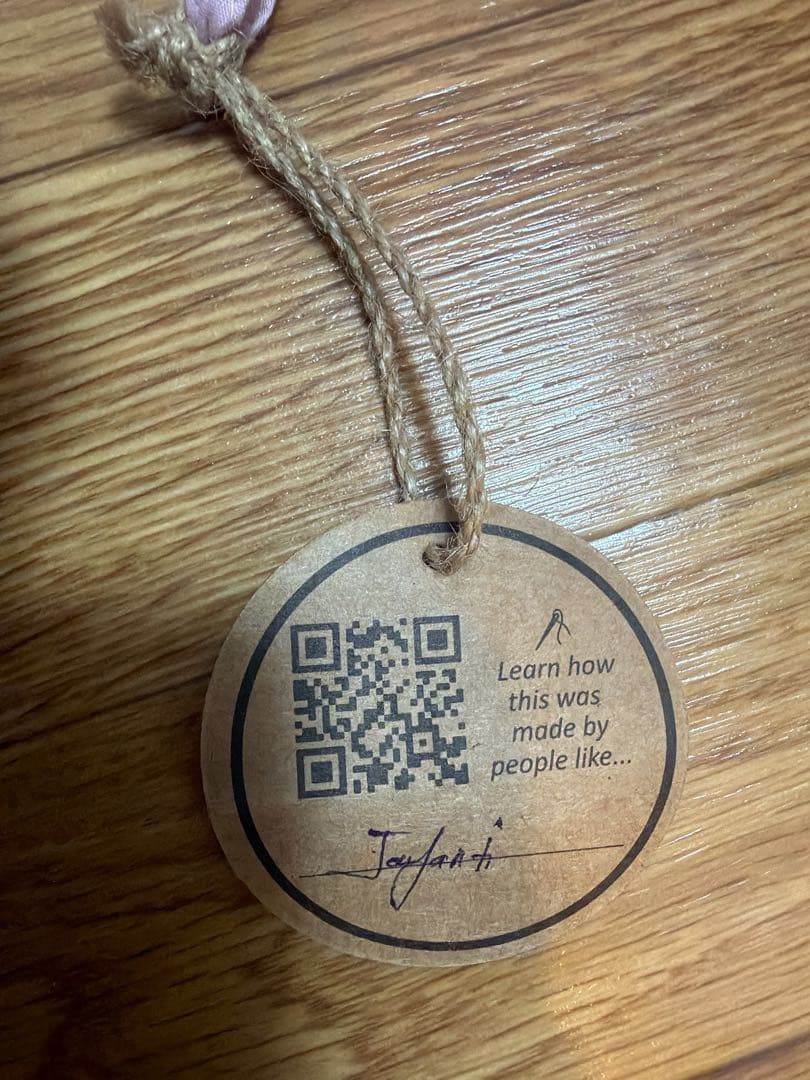 Learn how
this was
made by
people like...
Jayanti